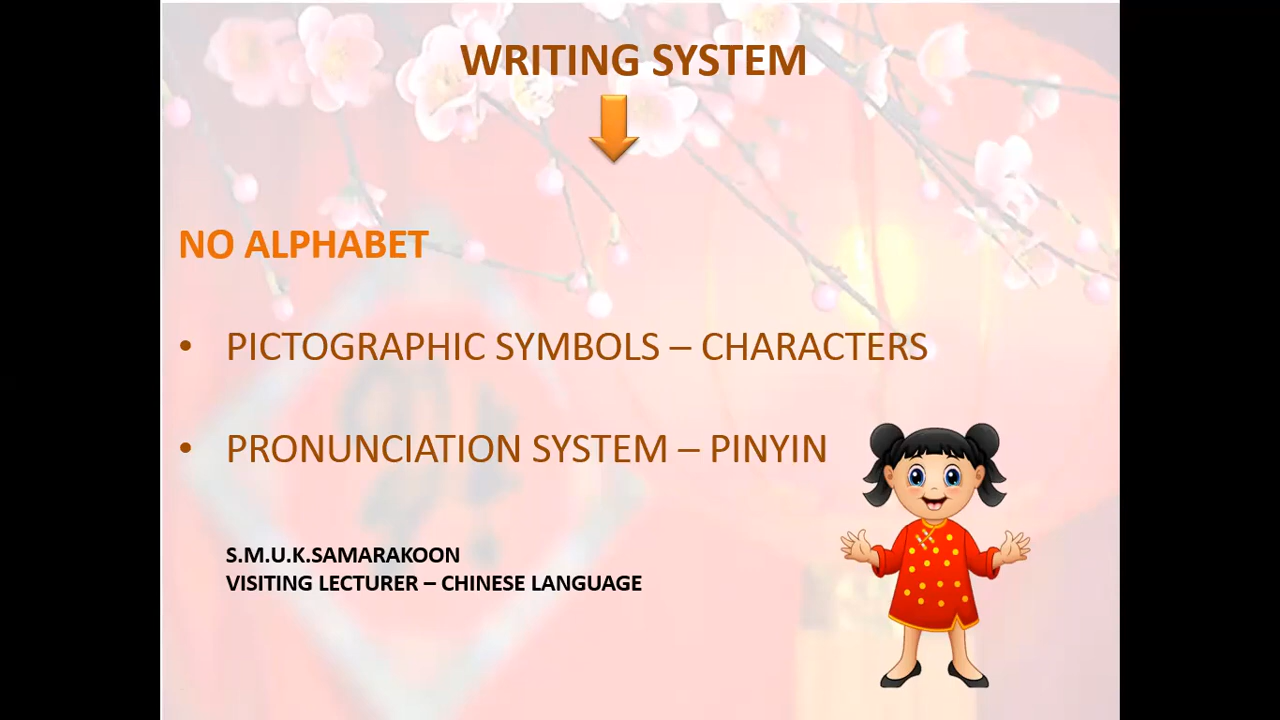 WRITING SYSTEM
NO ALPHABET
• PICTOGRAPHIC SYMBOLS – CHARACTERS
• PRONUNCIATION SYSTEM – PINYIN
S.M.U.K.SAMARAKOON
VISITING LECTURER – CHINESE LANGUAGE